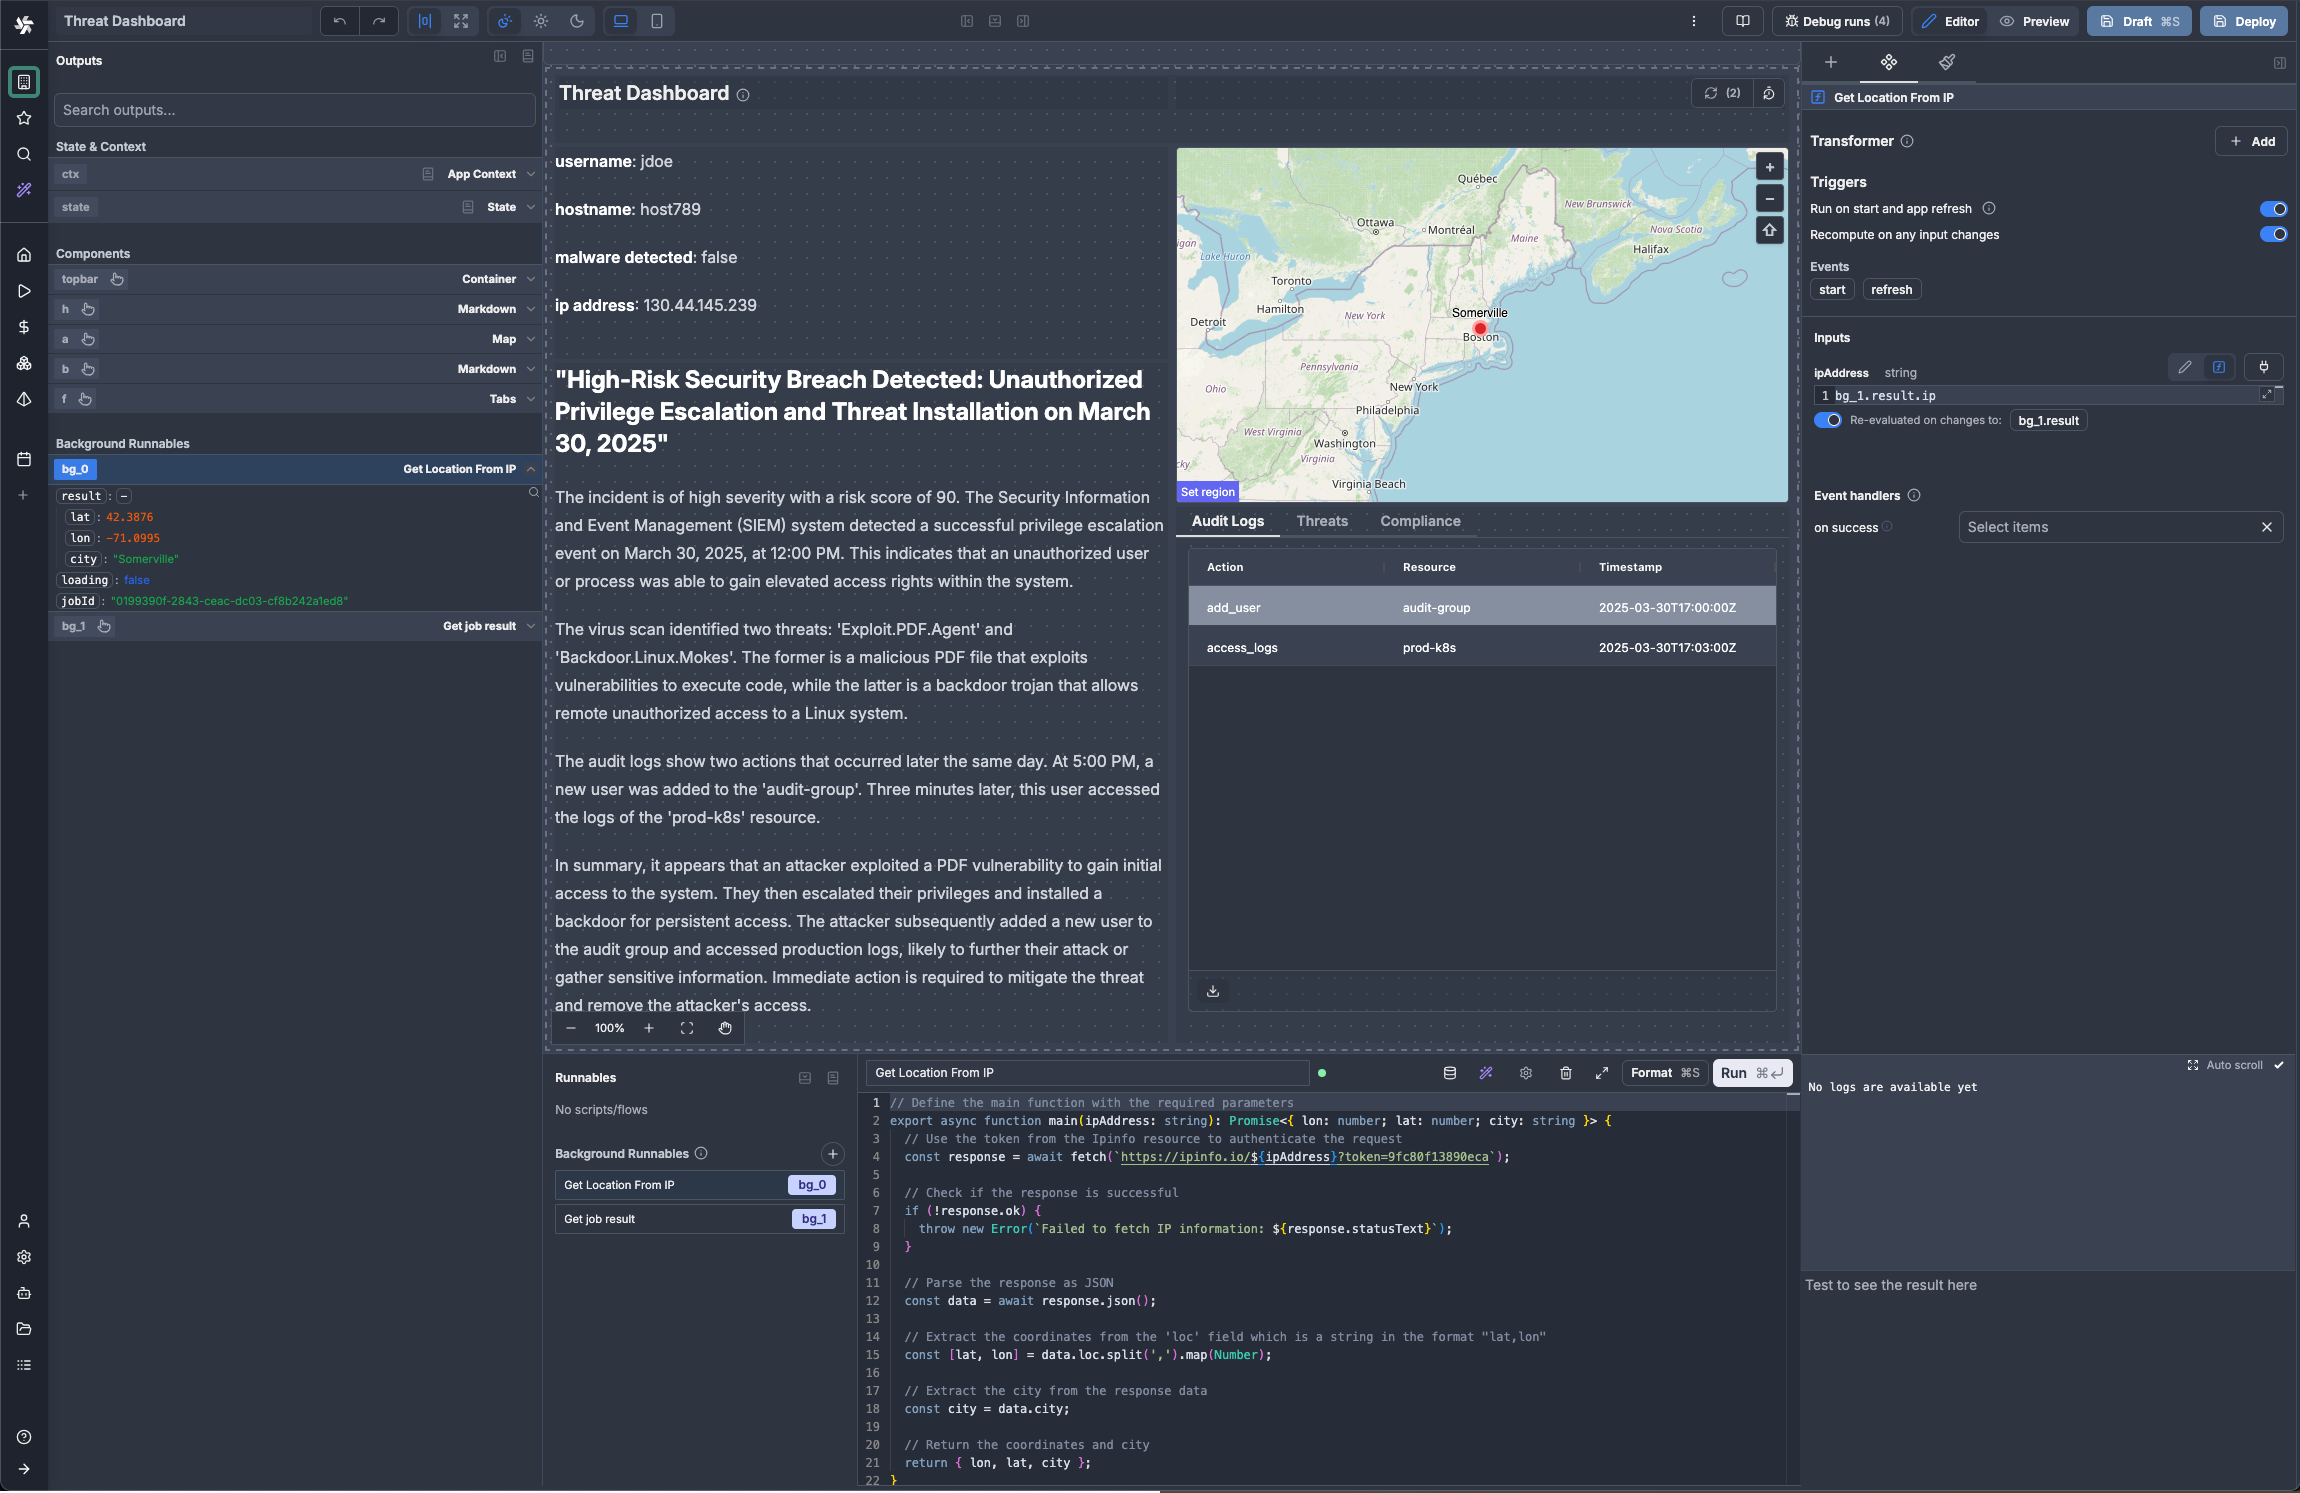 Threat Dashboard
Debug runs (4)
Editor
Preview
Draft ⌘S
Deploy
Outputs
Search outputs...
State & Context
ctx
App Context
state
State
Components
topbar
Container
h
Markdown
a
Map
b
Markdown
f
Tabs
Background Runnables
bg_0
Get Location From IP
result : –
lat : 42.3876
lon : -71.0995
city : "Somerville"
loading : false
jobId : "0199390f-2843-ceac-dc03-cf8b242a1ed8"
bg_1
Get job result
Threat Dashboard
(2)
username: jdoe
hostname: host789
malware detected: false
ip address: 130.44.145.239
"High-Risk Security Breach Detected: Unauthorized
Privilege Escalation and Threat Installation on March
30, 2025"
The incident is of high severity with a risk score of 90. The Security Information
and Event Management (SIEM) system detected a successful privilege escalation
event on March 30, 2025, at 12:00 PM. This indicates that an unauthorized user
or process was able to gain elevated access rights within the system.
The virus scan identified two threats: 'Exploit.PDF.Agent' and
'Backdoor.Linux.Mokes'. The former is a malicious PDF file that exploits
vulnerabilities to execute code, while the latter is a backdoor trojan that allows
remote unauthorized access to a Linux system.
The audit logs show two actions that occurred later the same day. At 5:00 PM, a
new user was added to the 'audit-group'. Three minutes later, this user accessed
the logs of the 'prod-k8s' resource.
In summary, it appears that an attacker exploited a PDF vulnerability to gain initial
access to the system. They then escalated their privileges and installed a
backdoor for persistent access. The attacker subsequently added a new user to
the audit group and accessed production logs, likely to further their attack or
gather sensitive information. Immediate action is required to mitigate the threat
and remove the attacker's access.
100%
Québec
New Brunswick
Ottawa
Montréal
Nova Scotia
Maine
igan
Halifax
Lake Huron
Toronto
Hamilton
Somerville
New York
Detroit
Boston
Pennsylvania
Ohio
New York
Philadelphia
West Virginia
Washington
Virginia
cky
Virginia Beach
Set region
Audit Logs
Threats
Compliance
Action
Resource
Timestamp
add_user
audit-group
2025-03-30T17:00:00Z
access_logs
prod-k8s
2025-03-30T17:03:00Z
Get Location From IP
Transformer
Add
Triggers
Run on start and app refresh
Recompute on any input changes
Events
start
refresh
Inputs
ipAddress string
1 bg_1.result.ip
Re-evaluated on changes to: bg_1.result
Event handlers
on success
Select items
Runnables
No scripts/flows
Background Runnables
Get Location From IP
bg_0
Get job result
bg_1
Get Location From IP
Format ⌘S
Run ⌘
1 // Define the main function with the required parameters
2 export async function main(ipAddress: string): Promise<{ lon: number; lat: number; city: string }> {
3 // Use the token from the Ipinfo resource to authenticate the request
4 const response = await fetch(`https://ipinfo.io/${ipAddress}?token=9fc80f13890eca`);
5
6 // Check if the response is successful
7 if (!response.ok) {
8 throw new Error(`Failed to fetch IP information: ${response.statusText}`);
9 }
10
11 // Parse the response as JSON
12 const data = await response.json();
13
14 // Extract the coordinates from the 'loc' field which is a string in the format "lat,lon"
15 const [lat, lon] = data.loc.split(',').map(Number);
16
17 // Extract the city from the response data
18 const city = data.city;
19
20 // Return the coordinates and city
21 return { lon, lat, city };
22 }
Auto scroll
No logs are available yet
Test to see the result here